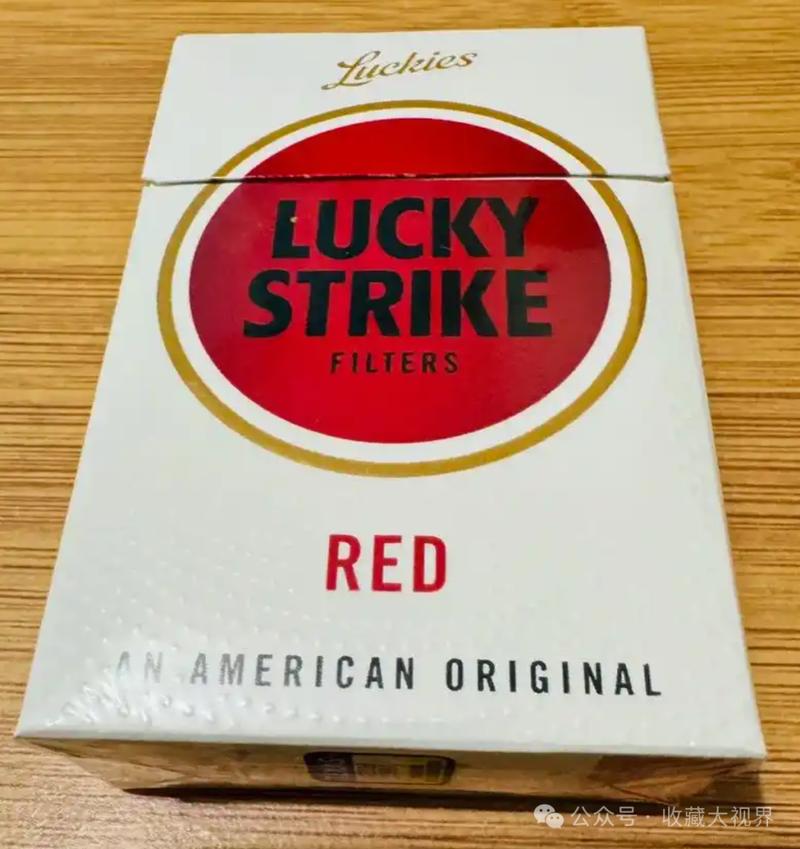 Luckies
LUCKY
STRIKE
FILTERS
RED
AN AMERICAN ORIGINAL
公众号 · 收藏大视界